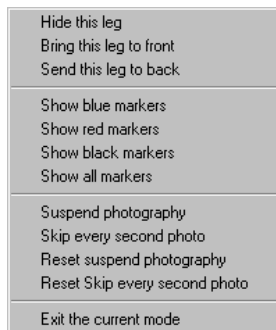 Hide this leg
Bring this leg to front
Send this leg to back
Show blue markers
Show red markers
Show black markers
Show all markers
Suspend photography
Skip every second photo
Reset suspend photography
Reset Skip every second photo
Exit the current mode